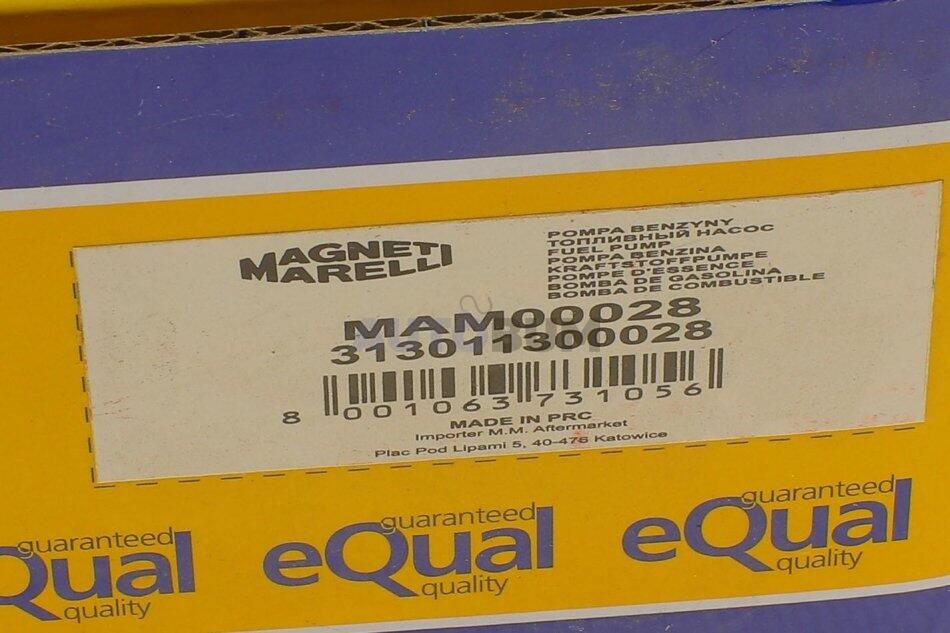 MAGNETI
MARELLI
POMPA BENZYNY
ТОПЛИВНЫЙ НАСОС
FUEL PUMP
POMPA BENZINA
KRAFTSTOFFPUMPE
POMPE D'ESSENCE
BOMBA DE GASOLINA
BOMBA DE COMBUSTIBLE
MAM00028
313011300028
8 001063 731056
MADE IN PRC
Importer M.M. Aftermarket
Plac Pod Lipami 5, 40-476 Katowice
guaranteed
eQual
quality
guaranteed
eQual
quality
guaranteed
Qual
quality